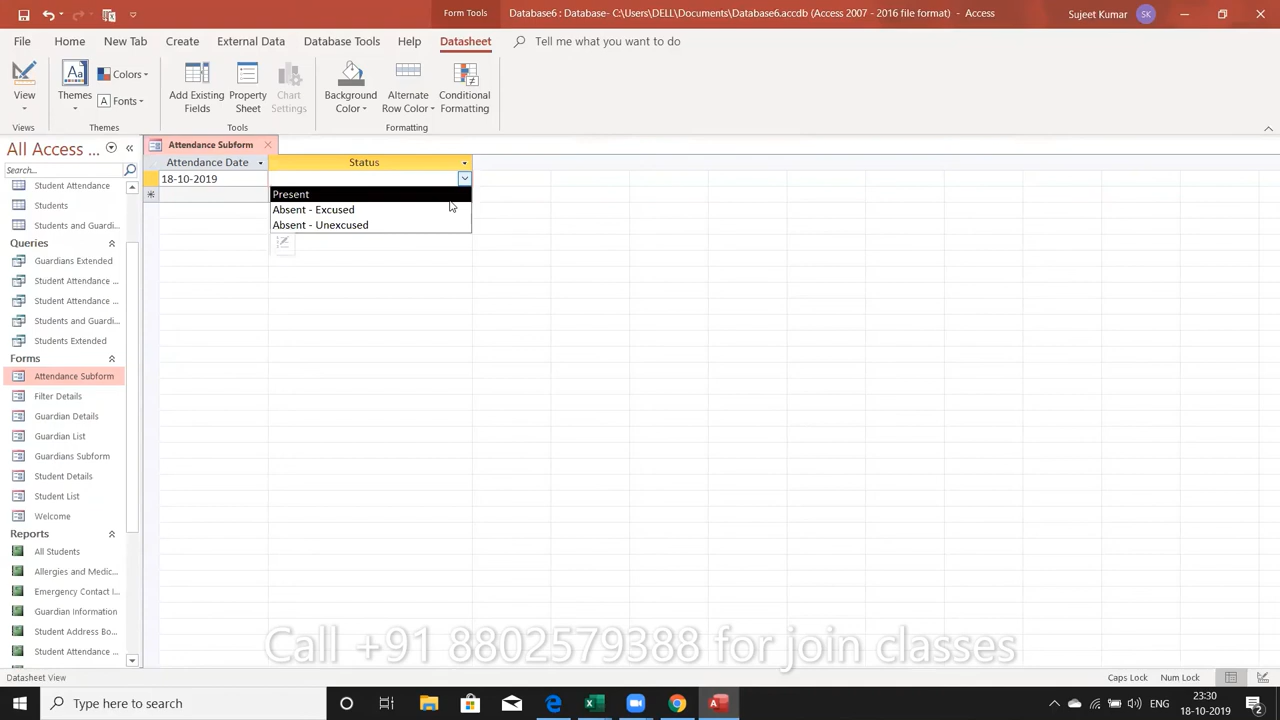 Form Tools
Database6 : Database- C:\Users\DELL\Documents\Database6.accdb (Access 2007 - 2016 file format) - Access
Sujeet Kumar
SK
File
Home
New Tab
Create
External Data
Database Tools
Help
Datasheet
Tell me what you want to do
View
Themes
Colors
Fonts
Add Existing Fields
Property Sheet
Chart Settings
Background Color
Alternate Row Color
Conditional Formatting
Views
Themes
Tools
Formatting
All Access ...
Search...
Student Attendance
Students
Students and Guardi...
Queries
Guardians Extended
Student Attendance ...
Student Attendance ...
Students and Guardi...
Students Extended
Forms
Attendance Subform
Filter Details
Guardian Details
Guardian List
Guardians Subform
Student Details
Student List
Welcome
Reports
All Students
Allergies and Medic...
Emergency Contact I...
Guardian Information
Student Address Bo...
Student Attendance ...
Attendance Subform
Attendance Date
Status
18-10-2019
Present
Absent - Excused
Absent - Unexcused
Call +91 8802579388 for join classes
Datasheet View
Caps Lock
Num Lock
Type here to search
ENG
23:30
18-10-2019
2